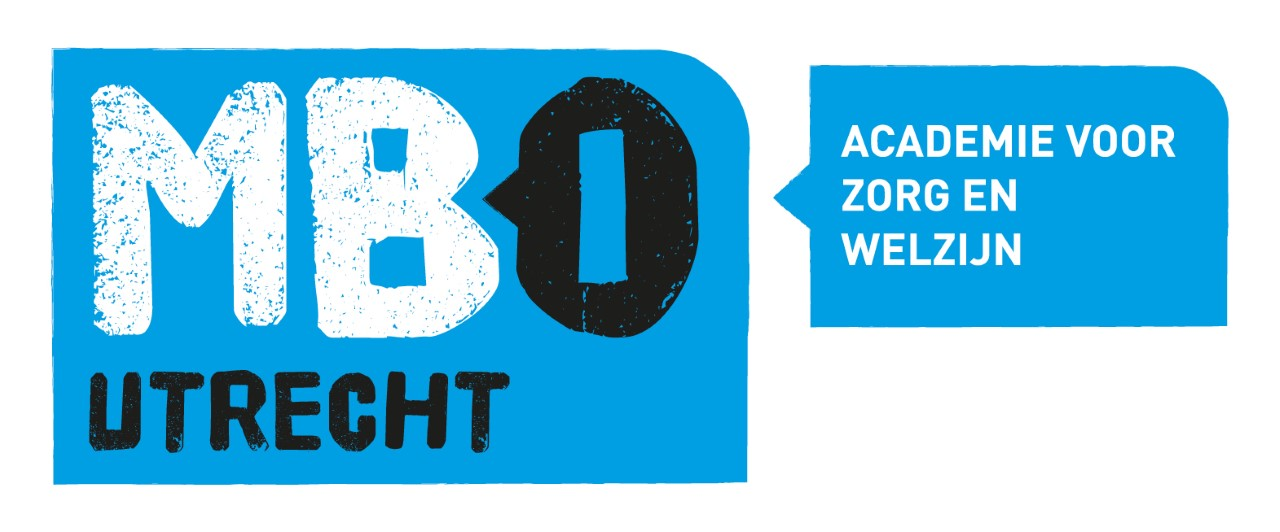 MBO
UTRECHT
ACADEMIE VOOR
ZORG EN
WELZIJN